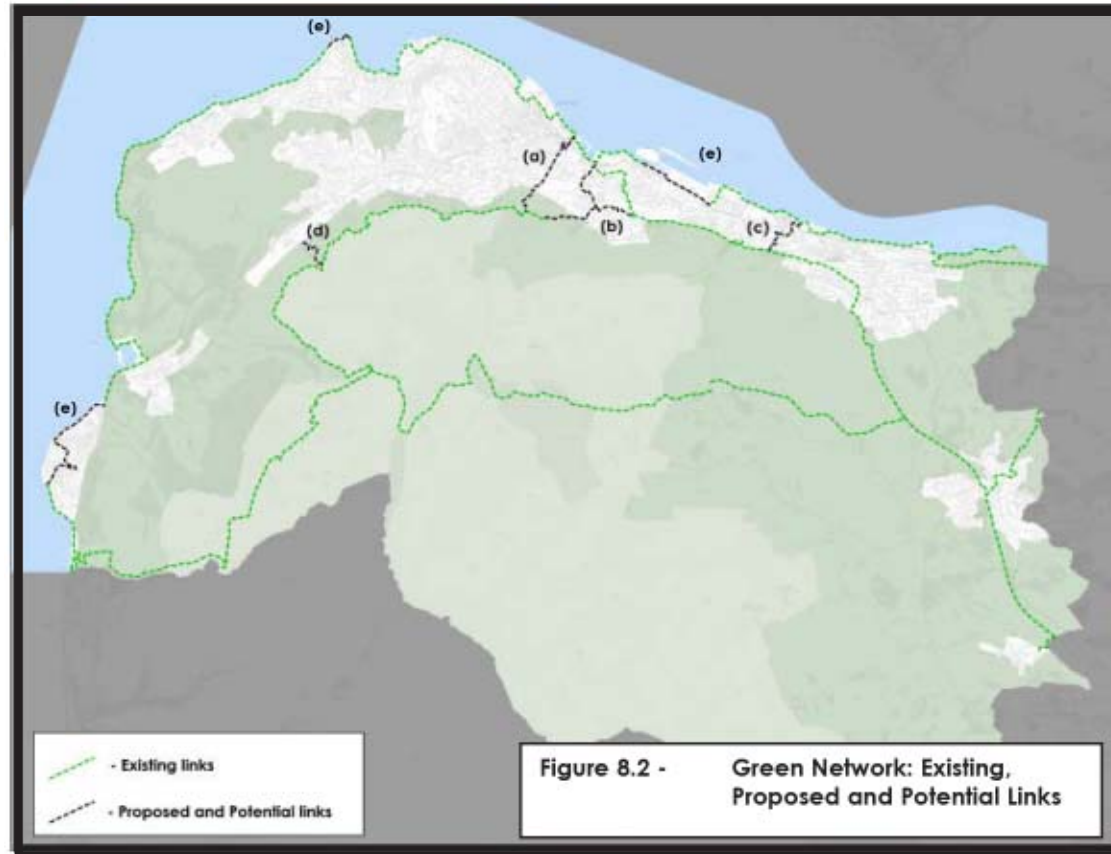 (e)
(a)
(e)
(b)
(c)
(d)
(e)
- Existing links
- Proposed and Potential links
Figure 8.2 - Green Network: Existing,
Proposed and Potential Links